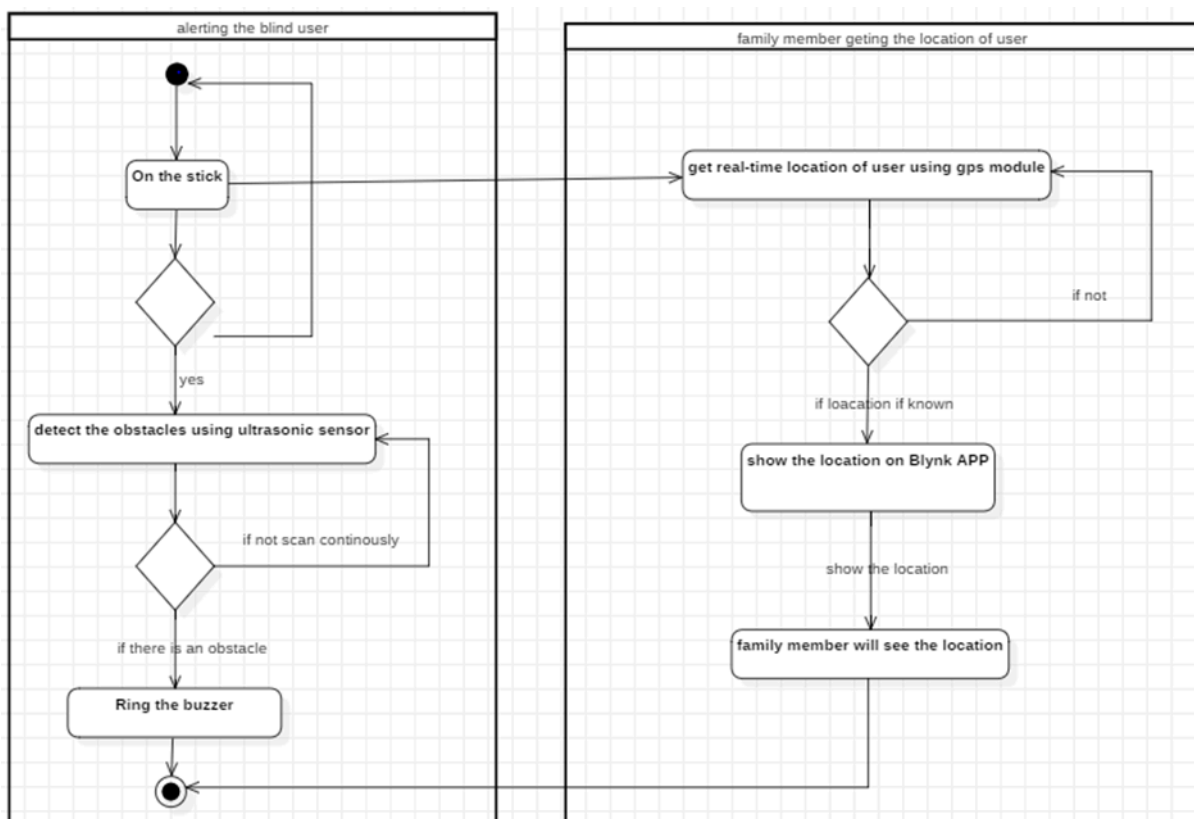 alerting the blind user
On the stick
yes
detect the obstacles using ultrasonic sensor
if not scan continously
if there is an obstacle
Ring the buzzer
family member geting the location of user
get real-time location of user using gps module
if not
if loacation if known
show the location on Blynk APP
show the location
family member will see the location